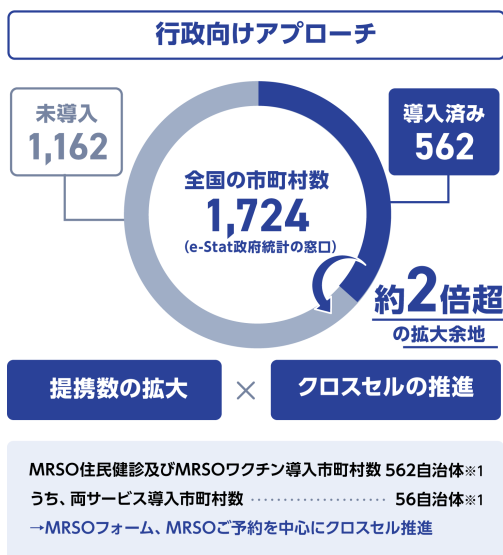 行政向けアプローチ
未導入
1,162
導入済み
562
全国の市町村数
1,724
(e-Stat政府統計の窓口)
約2倍超
の拡大余地
提携数の拡大 × クロスセルの推進
MRSO住民健診及びMRSOワクチン導入市町村数 562自治体※1
うち、両サービス導入市町村数 ………………… 56自治体※1
→MRSOフォーム、MRSOご予約を中心にクロスセル推進